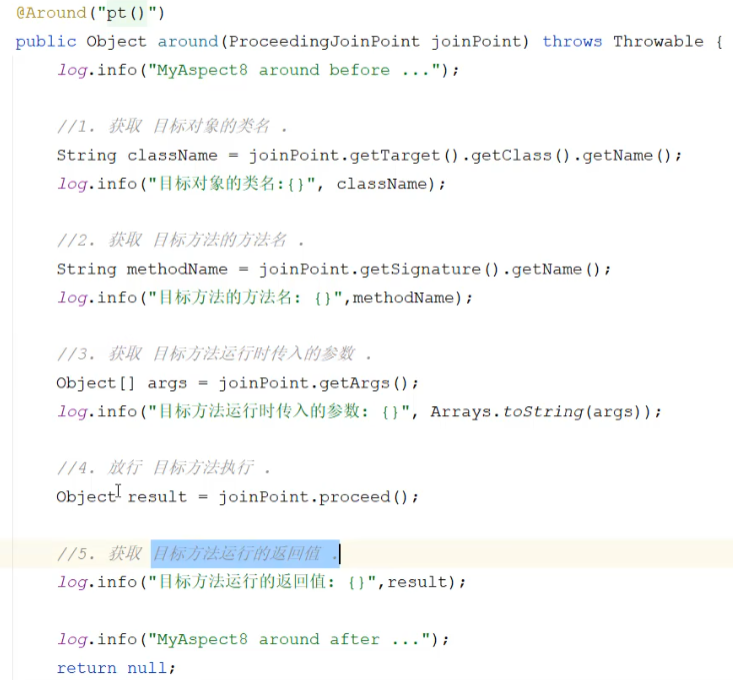 @Around("pt()")
public Object around(ProceedingJoinPoint joinPoint) throws Throwable {
log.info("MyAspect8 around before ...");
//1. 获取 目标对象的类名 .
String className = joinPoint.getTarget().getClass().getName();
log.info("目标对象的类名:{}", className);
//2. 获取 目标方法的方法名 .
String methodName = joinPoint.getSignature().getName();
log.info("目标方法的方法名: {}",methodName);
//3. 获取 目标方法运行时传入的参数 .
Object[] args = joinPoint.getArgs();
log.info("目标方法运行时传入的参数: {}", Arrays.toString(args));
//4. 放行 目标方法执行 .
Object result = joinPoint.proceed();
//5. 获取 目标方法运行的返回值 .
log.info("目标方法运行的返回值: {}",result);
log.info("MyAspect8 around after ...");
return null;